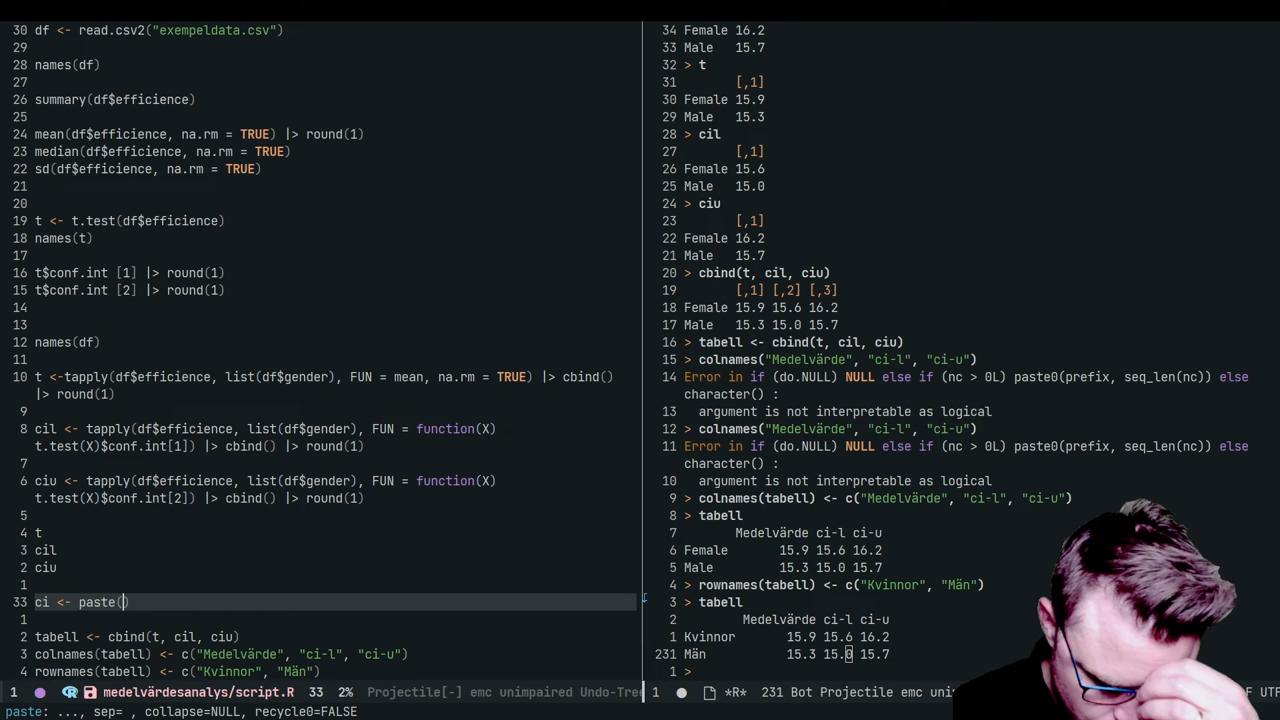 30 df <- read.csv2("exempeldata.csv")
29
28 names(df)
27
26 summary(df$efficience)
25
24 mean(df$efficience, na.rm = TRUE) |> round(1)
23 median(df$efficience, na.rm = TRUE)
22 sd(df$efficience, na.rm = TRUE)
21
20
19 t <- t.test(df$efficience)
18 names(t)
17
16 t$conf.int [1] |> round(1)
15 t$conf.int [2] |> round(1)
14
13
12 names(df)
11
10 t <-tapply(df$efficience, list(df$gender), FUN = mean, na.rm = TRUE) |> cbind()
|> round(1)
9
8 cil <- tapply(df$efficience, list(df$gender), FUN = function(X)
t.test(X)$conf.int[1]) |> cbind() |> round(1)
7
6 ciu <- tapply(df$efficience, list(df$gender), FUN = function(X)
t.test(X)$conf.int[2]) |> cbind() |> round(1)
5
4 t
3 cil
2 ciu
1
33 ci <- paste()
1
2 tabell <- cbind(t, cil, ciu)
3 colnames(tabell) <- c("Medelvärde", "ci-l", "ci-u")
4 rownames(tabell) <- c("Kvinnor", "Män")
1 medelvärdesanalys/script.R 33 2% Projectile[-] emc unimpaired Undo-Tree
paste: ..., sep= , collapse=NULL, recycle0=FALSE
34 Female 16.2
33 Male 15.7
32 > t
31 [,1]
30 Female 15.9
29 Male 15.3
28 > cil
27 [,1]
26 Female 15.6
25 Male 15.0
24 > ciu
23 [,1]
22 Female 16.2
21 Male 15.7
20 > cbind(t, cil, ciu)
19 [,1] [,2] [,3]
18 Female 15.9 15.6 16.2
17 Male 15.3 15.0 15.7
16 > tabell <- cbind(t, cil, ciu)
15 > colnames("Medelvärde", "ci-l", "ci-u")
14 Error in if (do.NULL) NULL else if (nc > 0L) paste0(prefix, seq_len(nc)) else
character() :
13 argument is not interpretable as logical
12 > colnames("Medelvärde", "ci-l", "ci-u")
11 Error in if (do.NULL) NULL else if (nc > 0L) paste0(prefix, seq_len(nc)) else
character() :
10 argument is not interpretable as logical
9 > colnames(tabell) <- c("Medelvärde", "ci-l", "ci-u")
8 > tabell
7 Medelvärde ci-l ci-u
6 Female 15.9 15.6 16.2
5 Male 15.3 15.0 15.7
4 > rownames(tabell) <- c("Kvinnor", "Män")
3 > tabell
2 Medelvärde ci-l ci-u
1 Kvinnor 15.9 15.6 16.2
231 Män 15.3 15.0 15.7
1 >
1 *R* 231 Bot Projectile emc